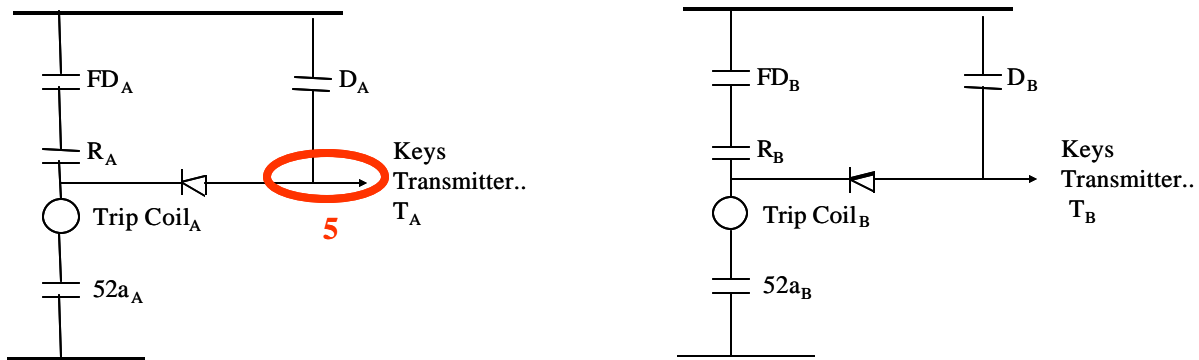 FDA
DA
RA
Keys
Transmitter..
TA
Trip CoilA
5
52aA
FDB
DB
RB
Keys
Transmitter..
TB
Trip CoilB
52aB